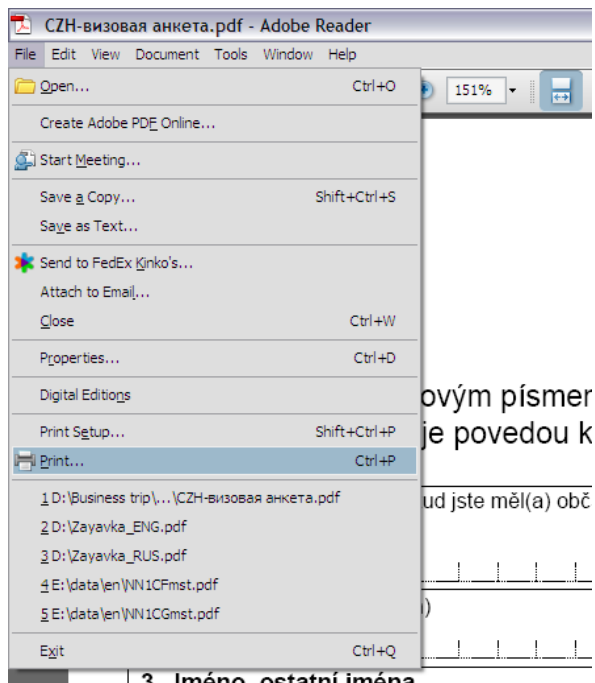 CZH-визовая анкета.pdf - Adobe Reader
File Edit View Document Tools Window Help
Open... Ctrl+O
151%
Create Adobe PDF Online...
Start Meeting...
Save a Copy... Shift+Ctrl+S
Save as Text...
Send to FedEx Kinko's...
Attach to Email...
Close Ctrl+W
Properties... Ctrl+D
Digital Editions
ovým písmen
Print Setup... Shift+Ctrl+P
je povedou k
Print... Ctrl+P
1 D:\Business trip\...\CZH-визовая анкета.pdf
ud jste měl(a) obč
2 D:\Zayavka_ENG.pdf
3 D:\Zayavka_RUS.pdf
4 E:\data\en\NN1CFmst.pdf
5 E:\data\en\NN1CGmst.pdf
)
Exit Ctrl+Q
3. Jméno, ostatní jména